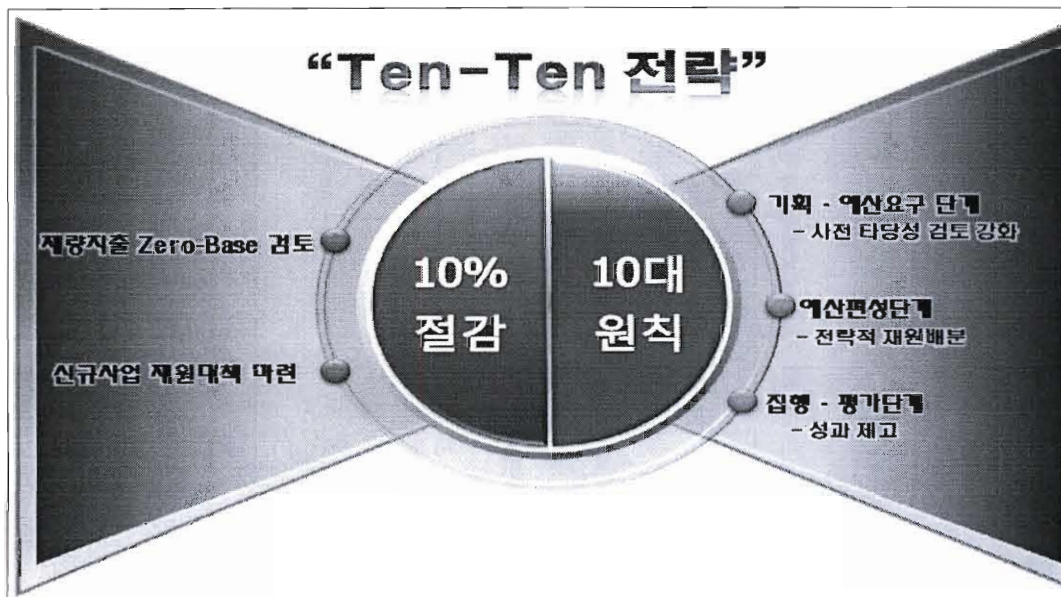 “Ten-Ten 전략”
재량지출 Zero-Base 검토
신규사업 재원대책 마련
10%
절감
10대
원칙
기획 - 예산요구 단계
- 사전 타당성 검토 강화
예산편성단계
- 전략적 재원배분
집행 - 평가단계
- 성과 제고